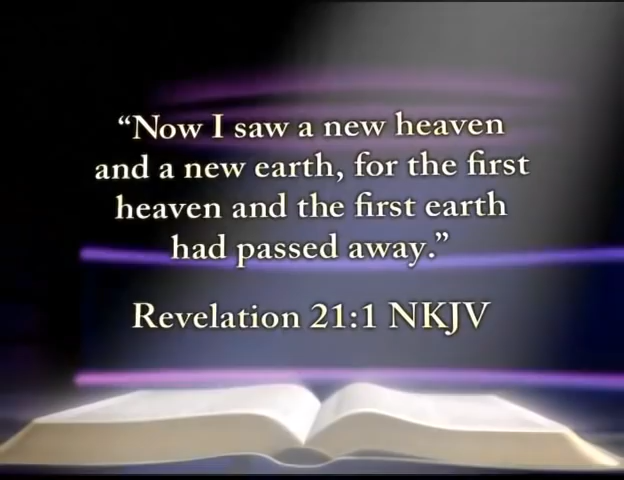 “Now I saw a new heaven
and a new earth, for the first
heaven and the first earth
had passed away.”
Revelation 21:1 NKJV